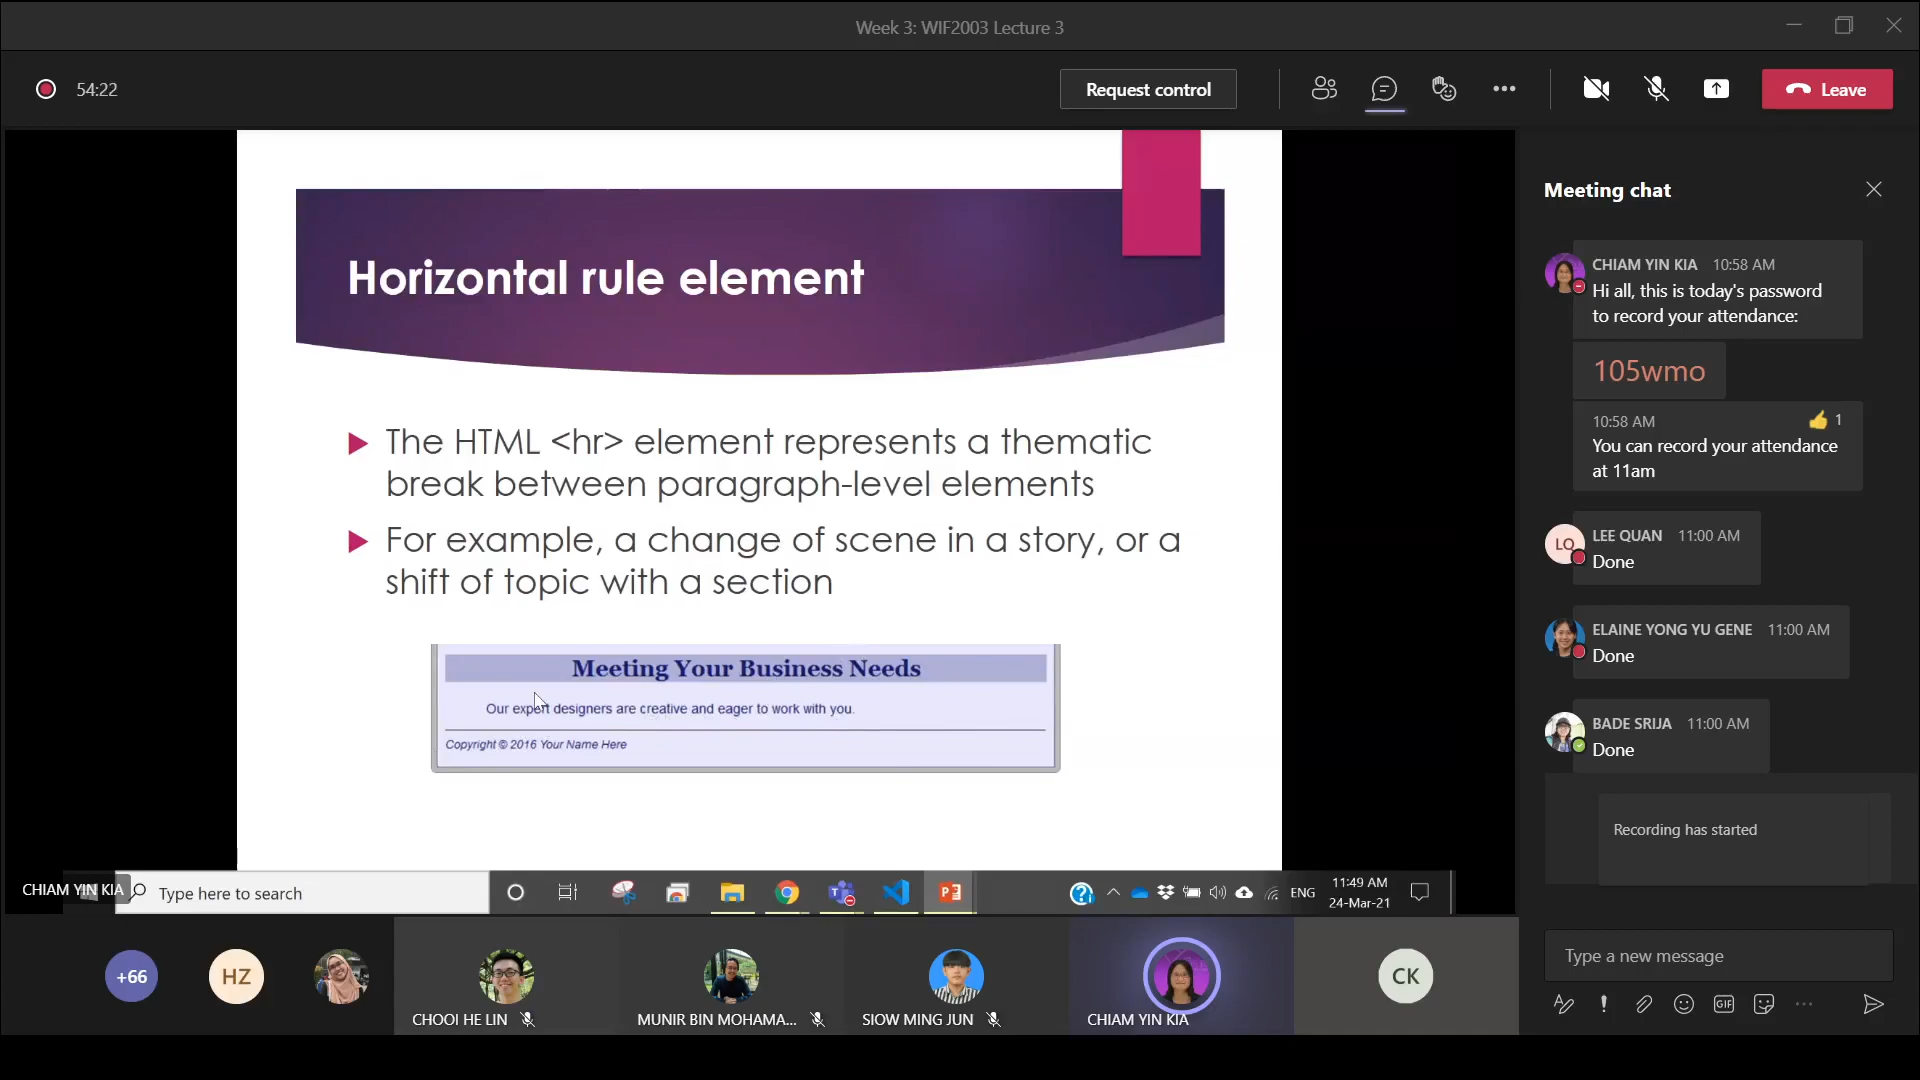 Week 3: WIF2003 Lecture 3
54:22
Request control
Leave
Horizontal rule element
The HTML <hr> element represents a thematic
break between paragraph-level elements
For example, a change of scene in a story, or a
shift of topic with a section
Meeting Your Business Needs
Our expert designers are creative and eager to work with you.
Copyright © 2016 Your Name Here
CHIAM YIN KIA
Type here to search
ENG
11:49 AM
24-Mar-21
+66
HZ
CHOOI HE LIN
MUNIR BIN MOHAMA...
SIOW MING JUN
CHIAM YIN KIA
CK
Meeting chat
CHIAM YIN KIA 10:58 AM
Hi all, this is today's password
to record your attendance:
105wmo
10:58 AM
1
You can record your attendance
at 11am
LQ
LEE QUAN 11:00 AM
Done
ELAINE YONG YU GENE 11:00 AM
Done
BADE SRIJA 11:00 AM
Done
Recording has started
Type a new message
GIF